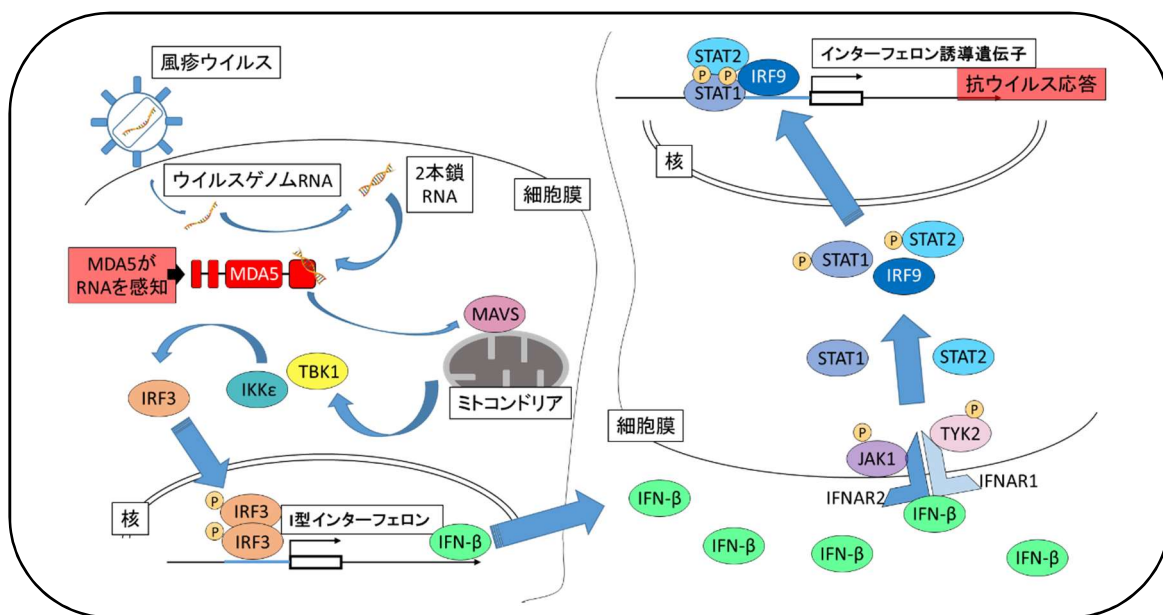 風疹ウイルス
ウイルスゲノムRNA
2本鎖
RNA
細胞膜
MDA5が
RNAを感知
MDA5
MAVS
ミトコンドリア
TBK1
IKKε
IRF3
核
P
IRF3
P
IRF3
I型インターフェロン
IFN-β
STAT2
P
P
STAT1
IRF9
インターフェロン誘導遺伝子
抗ウイルス応答
核
P
STAT1
P
STAT2
IRF9
STAT1
STAT2
細胞膜
P
JAK1
P
TYK2
IFNAR2
IFNAR1
IFN-β
IFN-β
IFN-β
IFN-β
IFN-β